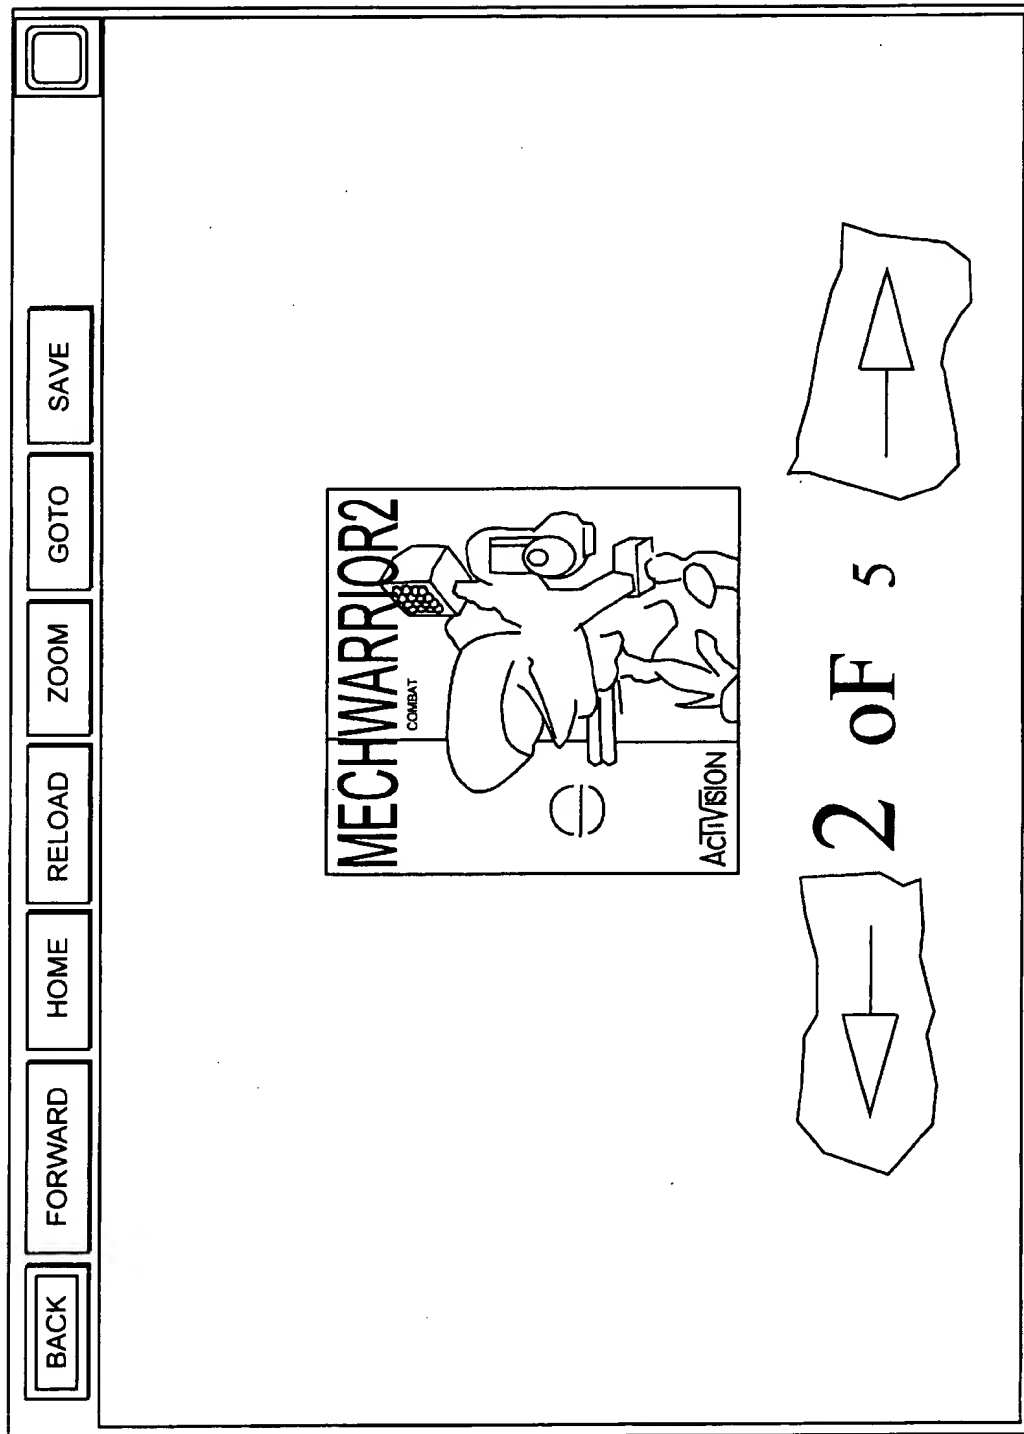 BACK FORWARD HOME RELOAD ZOOM GOTO SAVE
MECHWARRIOR2
COMBAT
ACTIVISION
2 oF 5